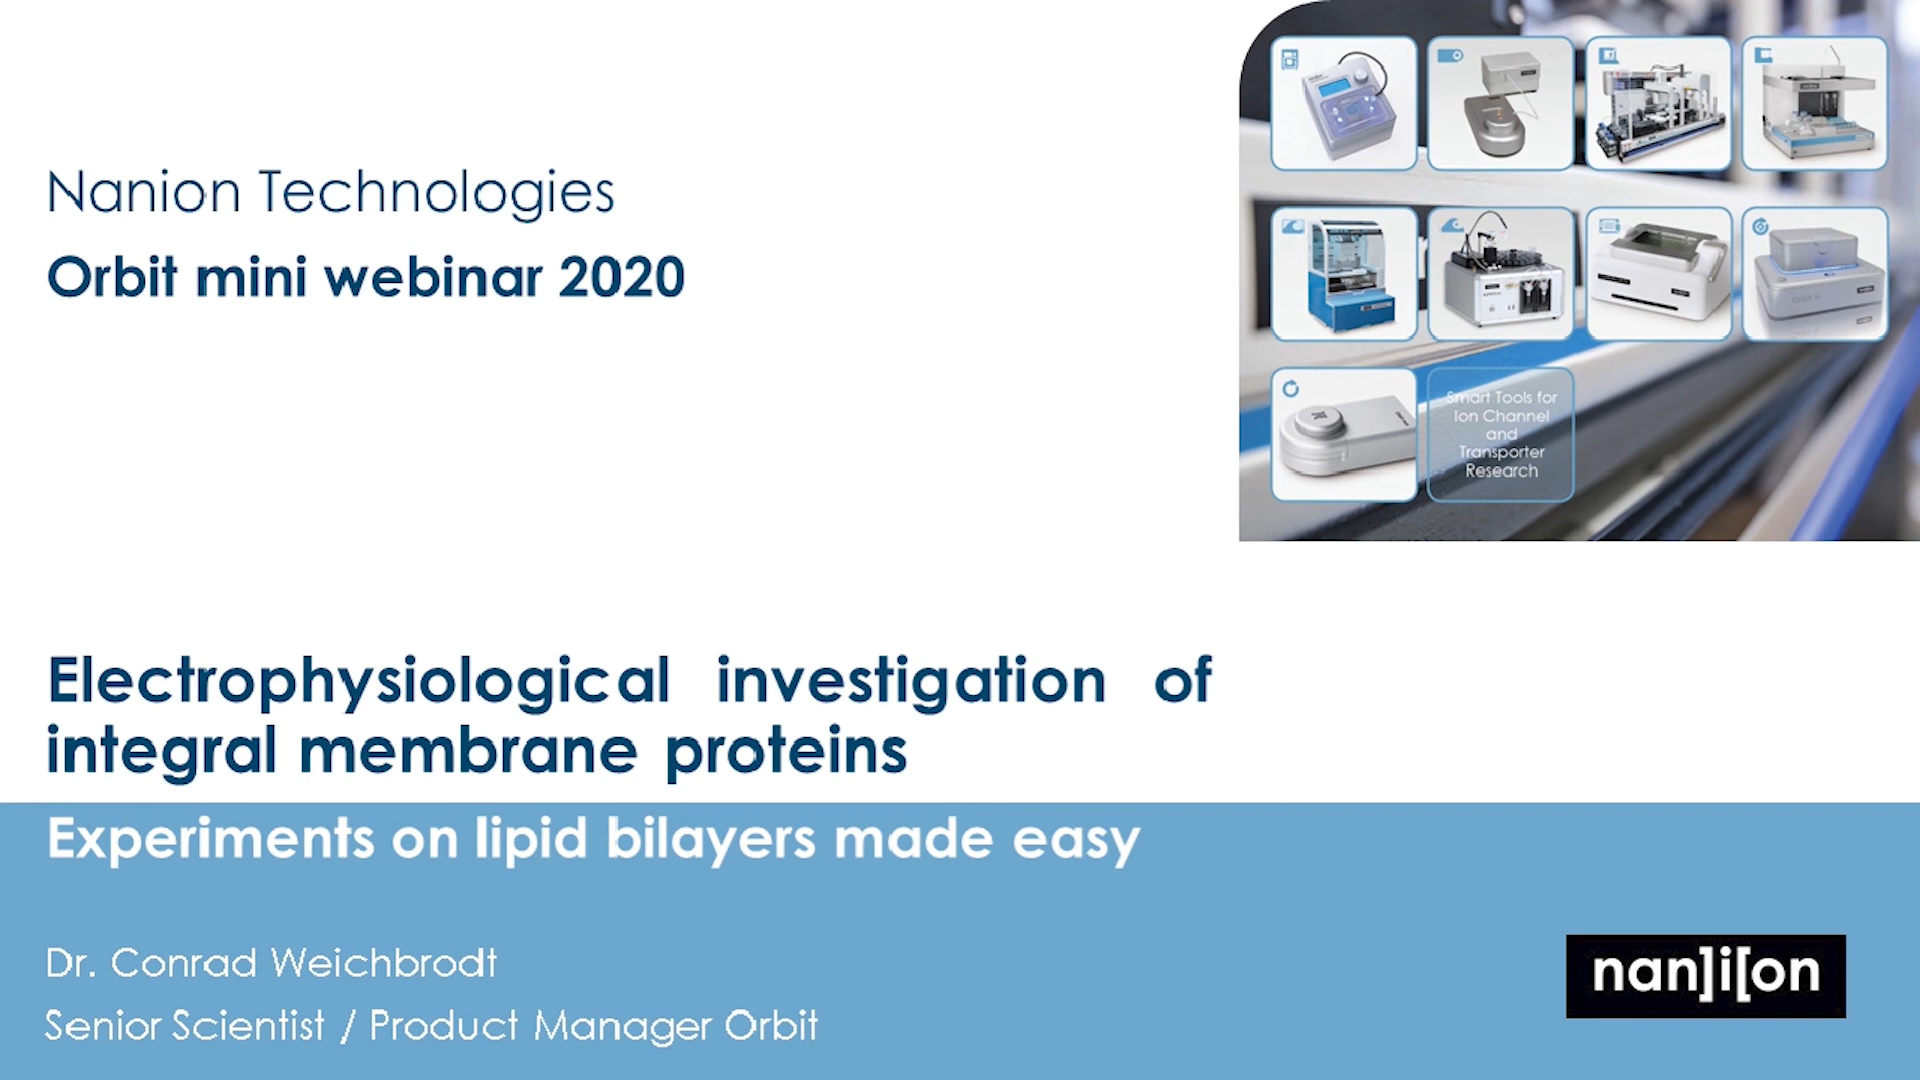 Nanion Technologies
Orbit mini webinar 2020
Smart Tools for
Ion Channel
and
Transporter
Research
Electrophysiological investigation of
integral membrane proteins
Experiments on lipid bilayers made easy
Dr. Conrad Weichbrodt
Senior Scientist / Product Manager Orbit
nan]i[on